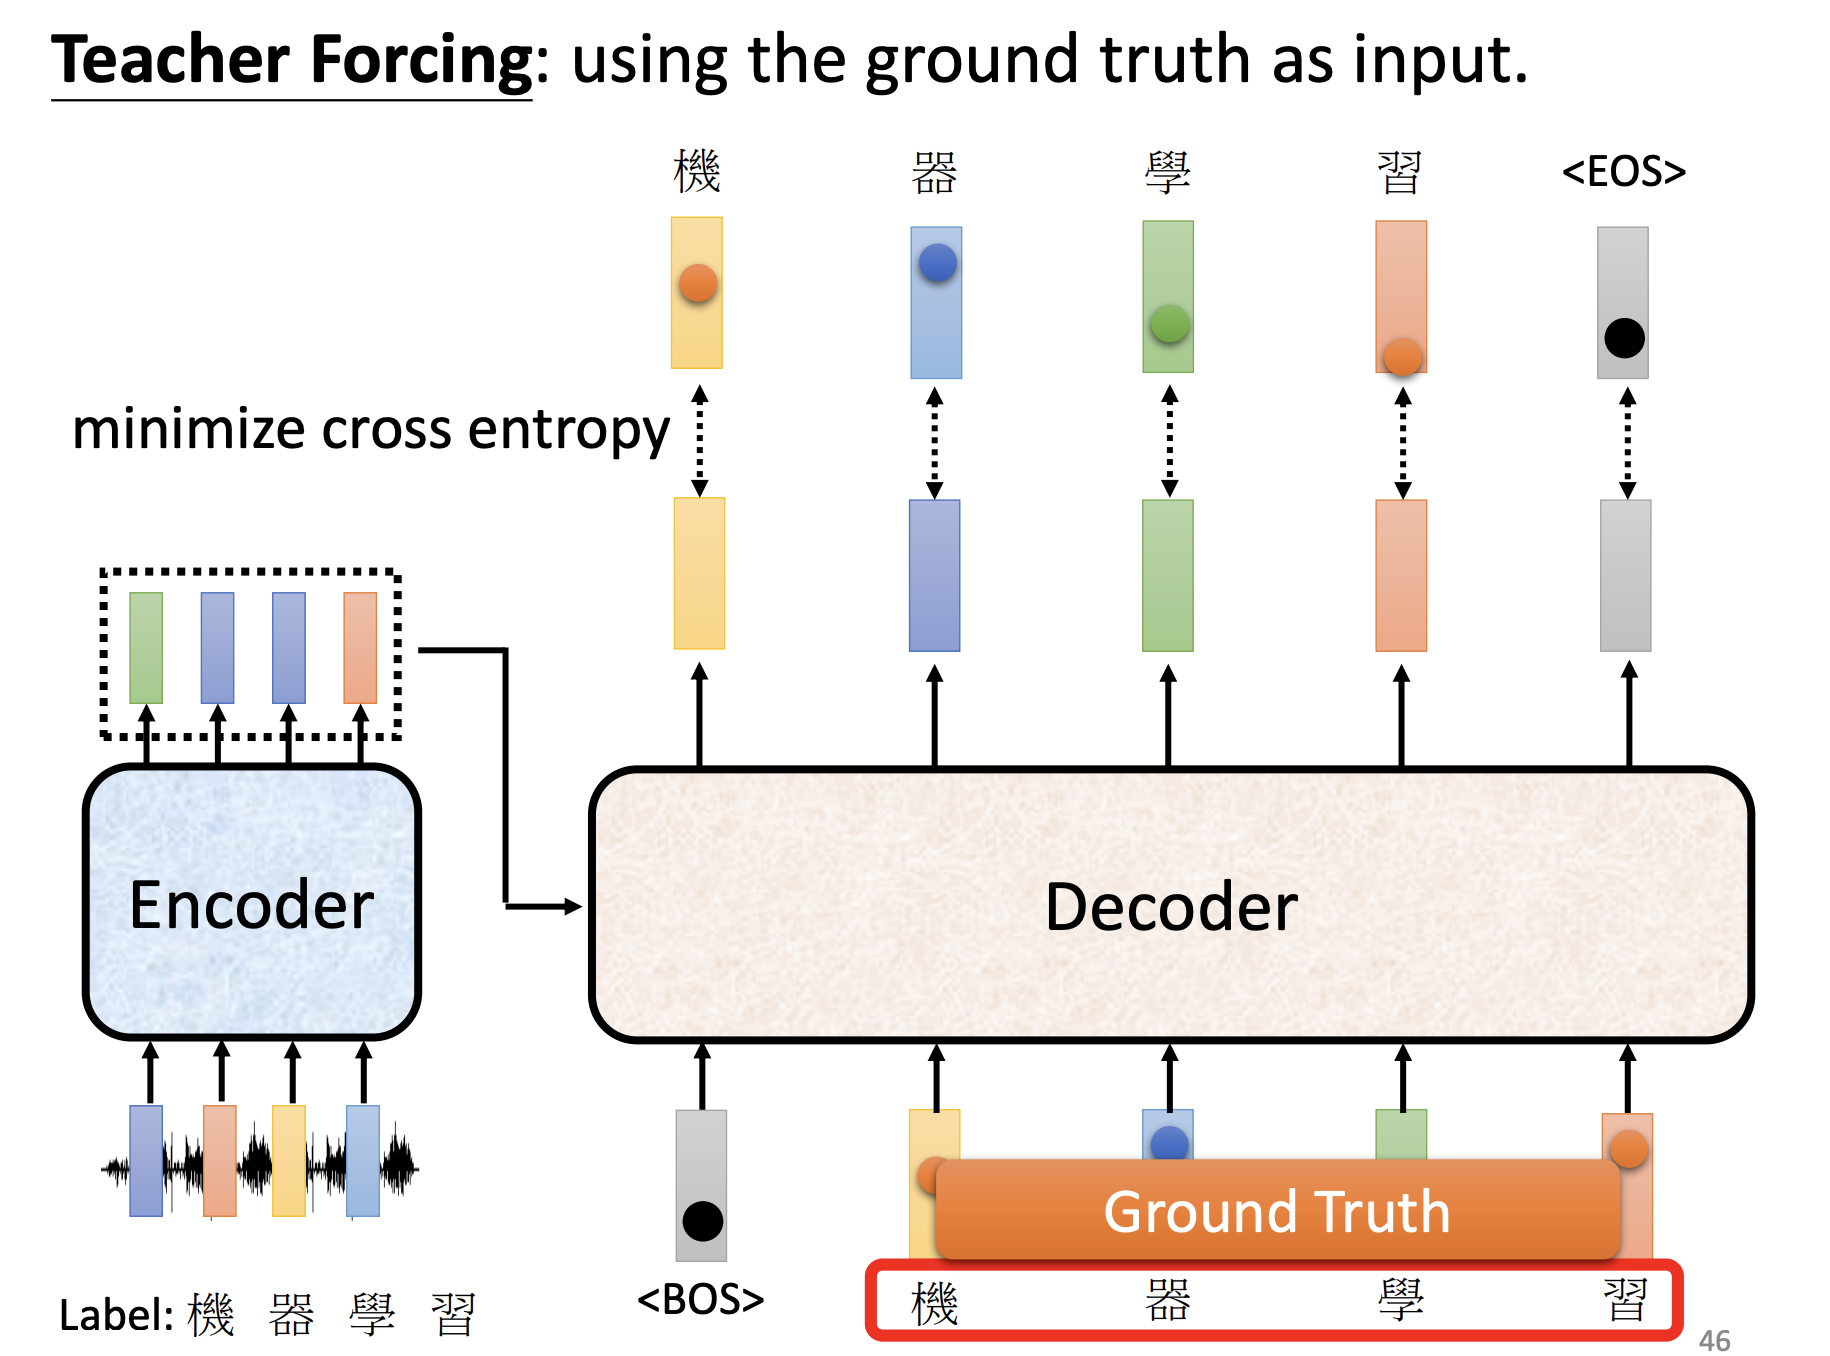 Teacher Forcing: using the ground truth as input.
機 器 學 習 <EOS>
minimize cross entropy
Encoder
Decoder
Ground Truth
<BOS> 機 器 學 習
Label: 機 器 學 習
46